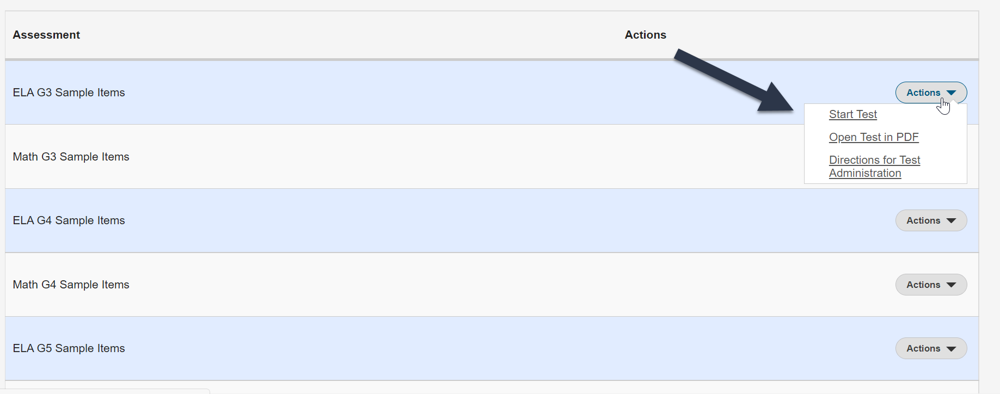 Assessment
Actions
ELA G3 Sample Items
Actions
Start Test
Open Test in PDF
Directions for Test
Administration
Math G3 Sample Items
ELA G4 Sample Items
Actions
Math G4 Sample Items
Actions
ELA G5 Sample Items
Actions